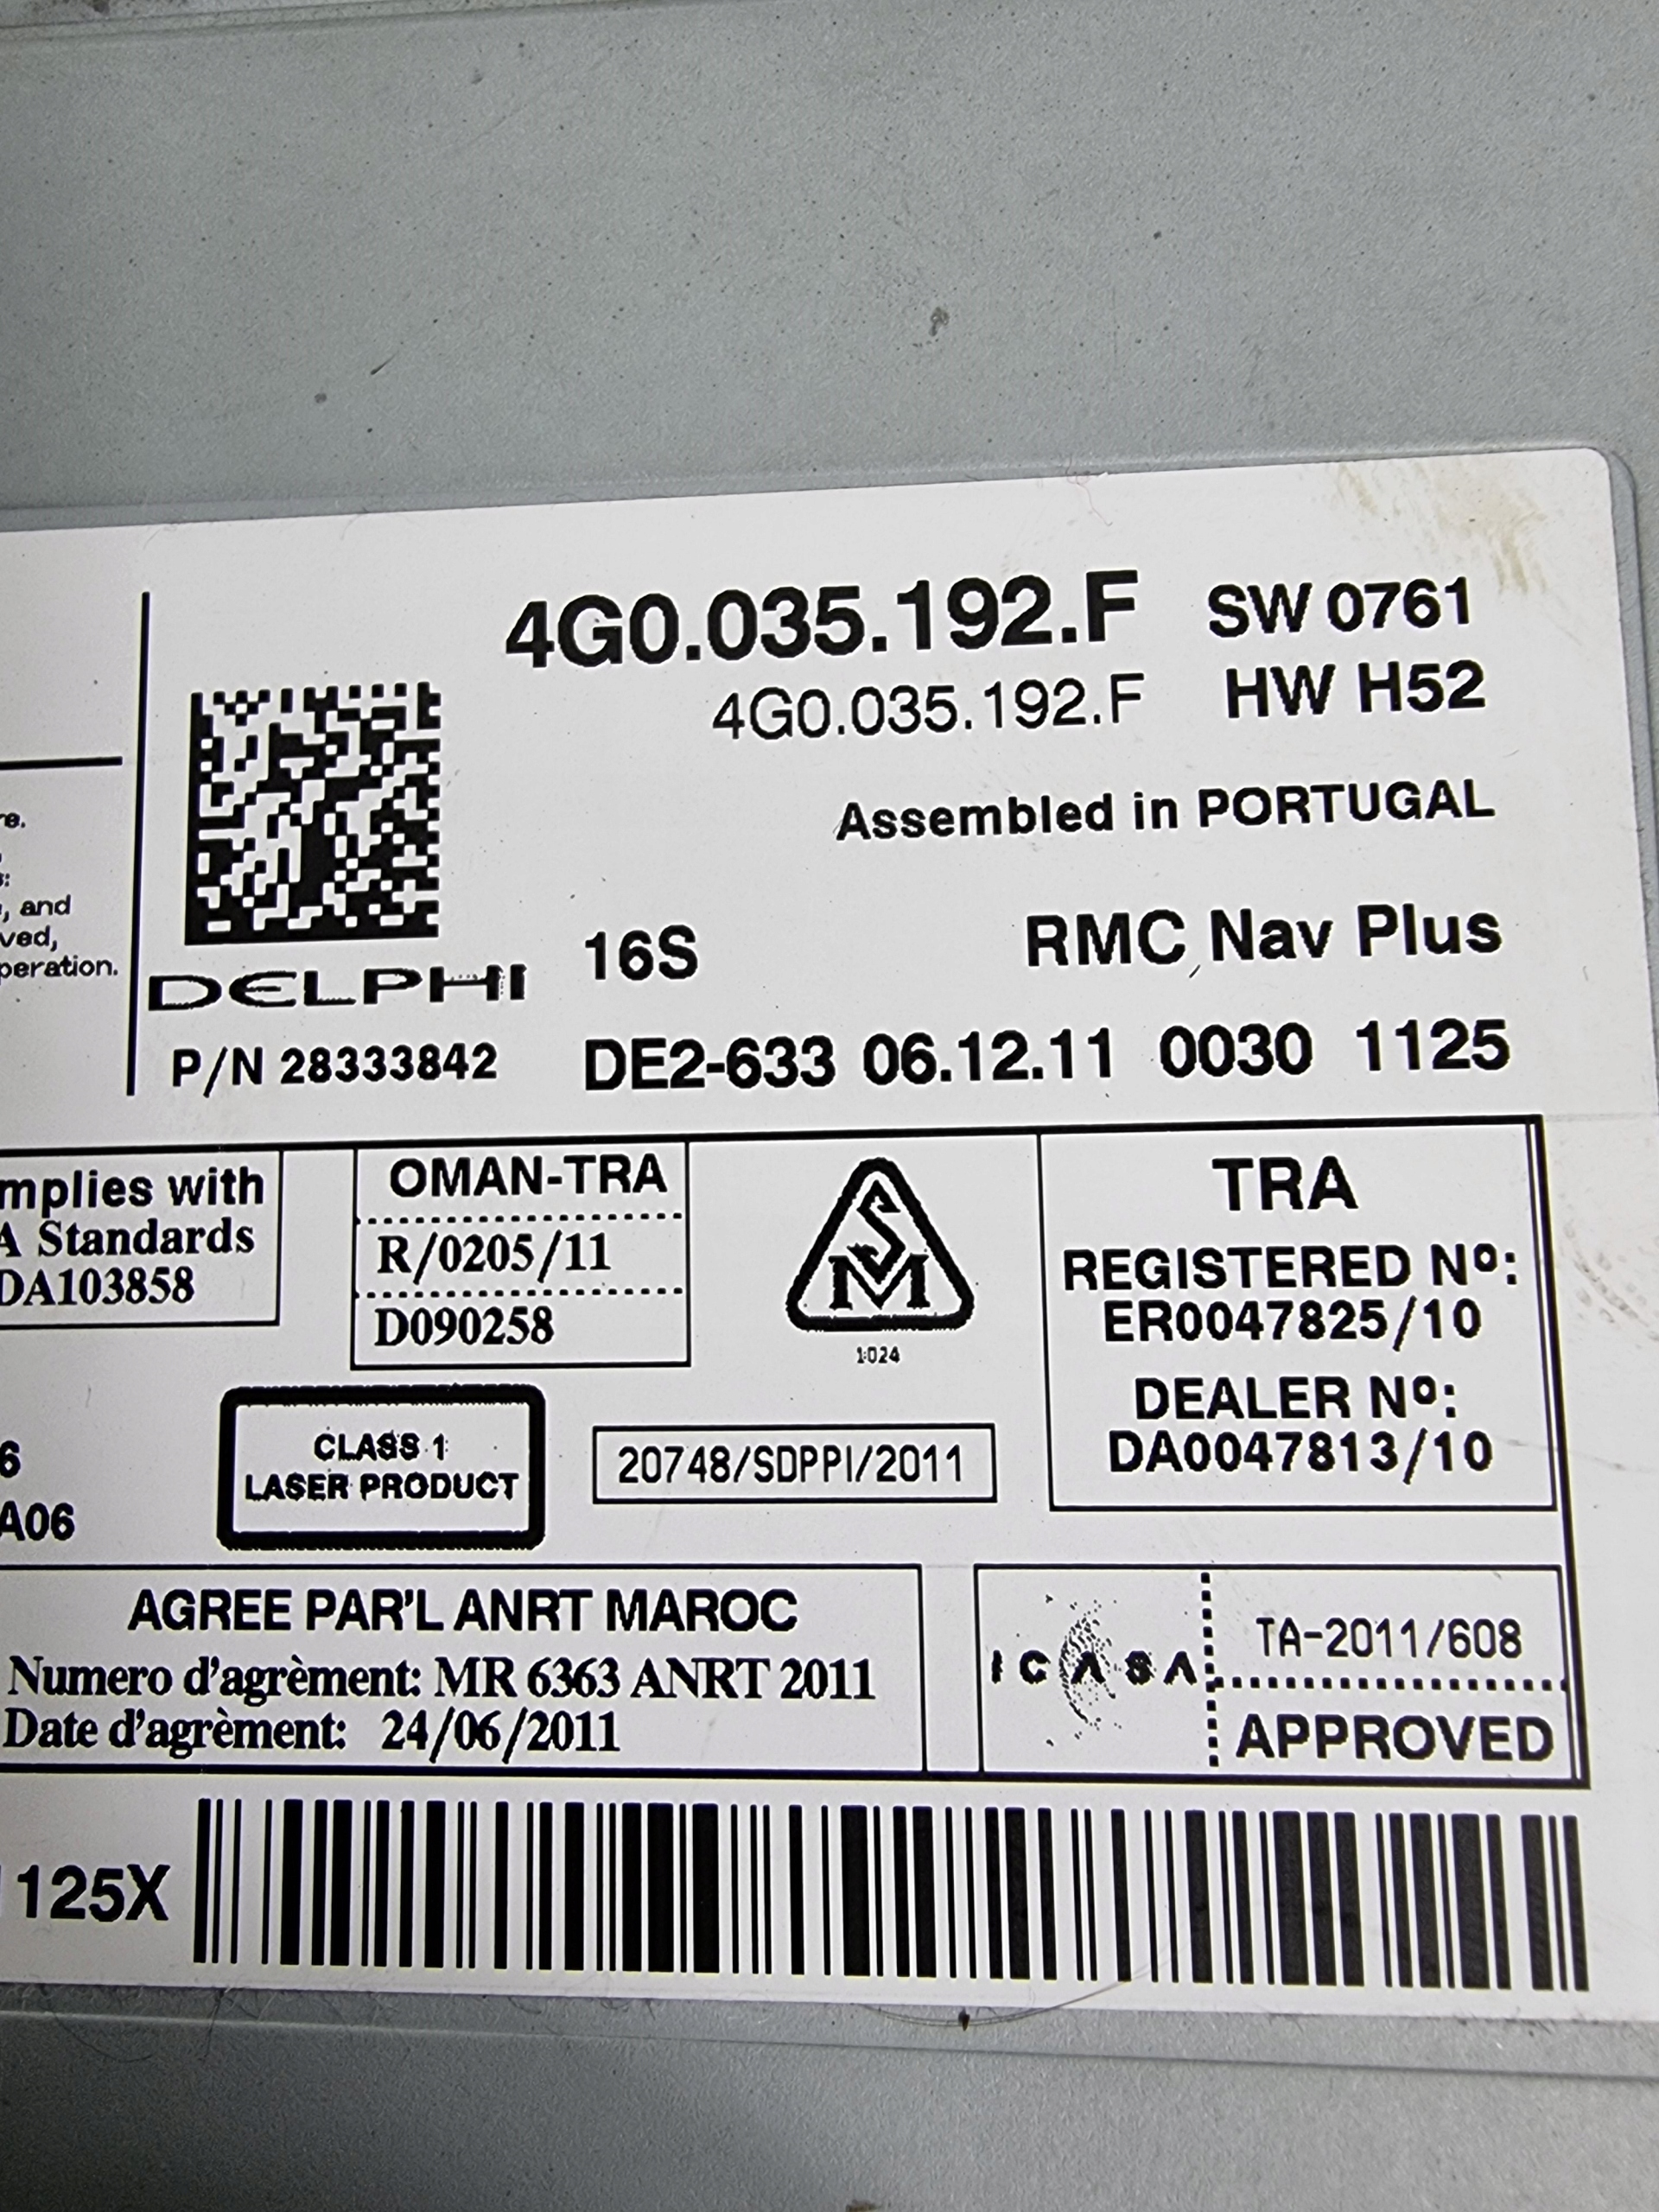 4G0.035.192.F SW 0761
4G0.035.192.F HW H52
Assembled in PORTUGAL
and
ved,
peration.
16S RMC Nav Plus
DELPHI
P/N 28333842 DE2-633 06.12.11 0030 1125
mplies with
A Standards
DA103858
OMAN-TRA
R/0205/11
D090258
SM
1024
TRA
REGISTERED Nº:
ER0047825/10
DEALER Nº:
DA0047813/10
6
A06
CLASS 1
LASER PRODUCT
20748/SDPPI/2011
AGREE PAR'L ANRT MAROC
Numero d'agrèment: MR 6363 ANRT 2011
Date d'agrèment: 24/06/2011
ICASA
TA-2011/608
APPROVED
125X